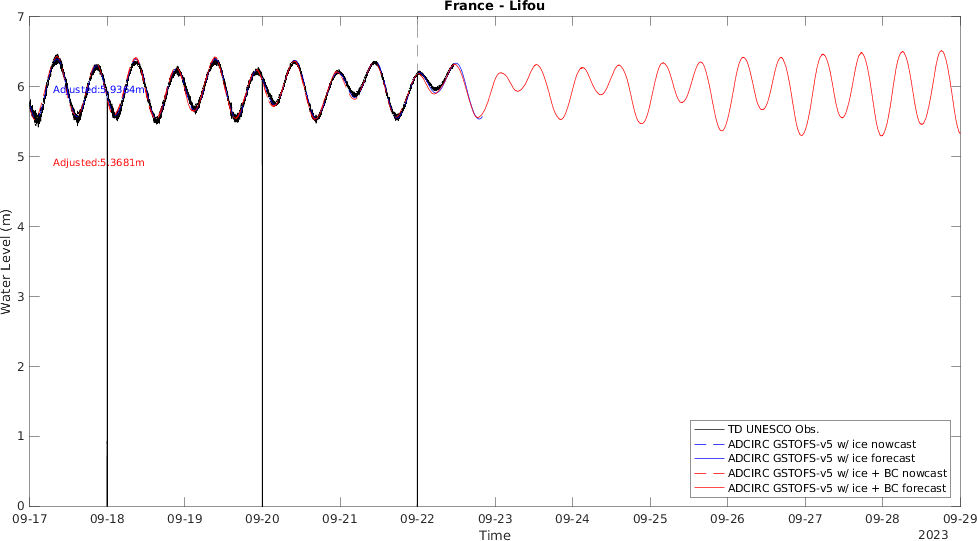 France - Lifou
7
6
5
4
3
2
1
0
Water Level (m)
Adjusted:5.9364m
Adjusted:5.3681m
TD UNESCO Obs.
ADCIRC GSTOFS-v5 w/ ice nowcast
ADCIRC GSTOFS-v5 w/ ice forecast
ADCIRC GSTOFS-v5 w/ ice + BC nowcast
ADCIRC GSTOFS-v5 w/ ice + BC forecast
09-17 09-18 09-19 09-20 09-21 09-22 09-23 09-24 09-25 09-26 09-27 09-28 09-29
Time
2023